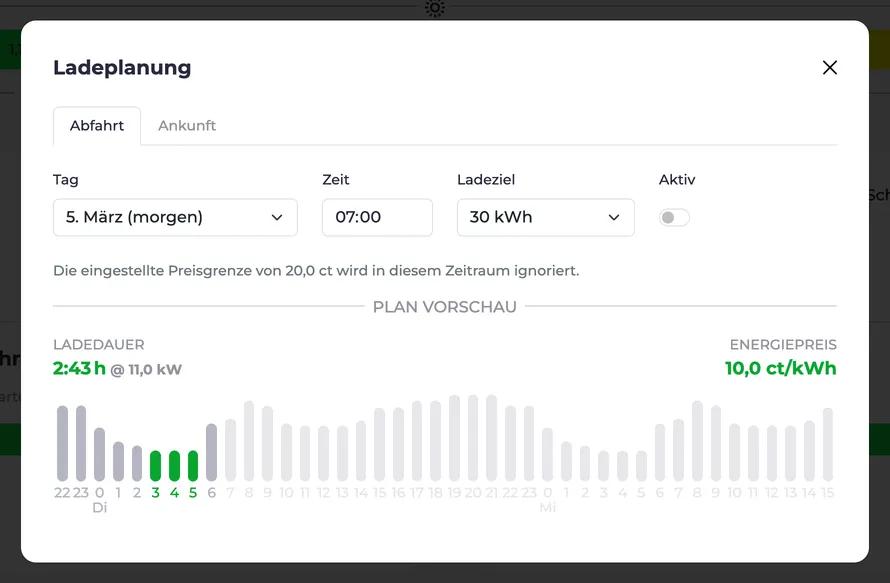 Ladeplanung
Abfahrt Ankunft
Tag Zeit Ladeziel Aktiv
5. März (morgen) 07:00 30 kWh
Die eingestellte Preisgrenze von 20,0 ct wird in diesem Zeitraum ignoriert.
PLAN VORSCHAU
LADEDAUER ENERGIEPREIS
2:43 h @ 11,0 kW 10,0 ct/kWh
22 23 0 1 2 3 4 5 6 7 8 9 10 11 12 13 14 15 16 17 18 19 20 21 22 23 0 1 2 3 4 5 6 7 8 9 10 11 12 13 14 15
Di Mi